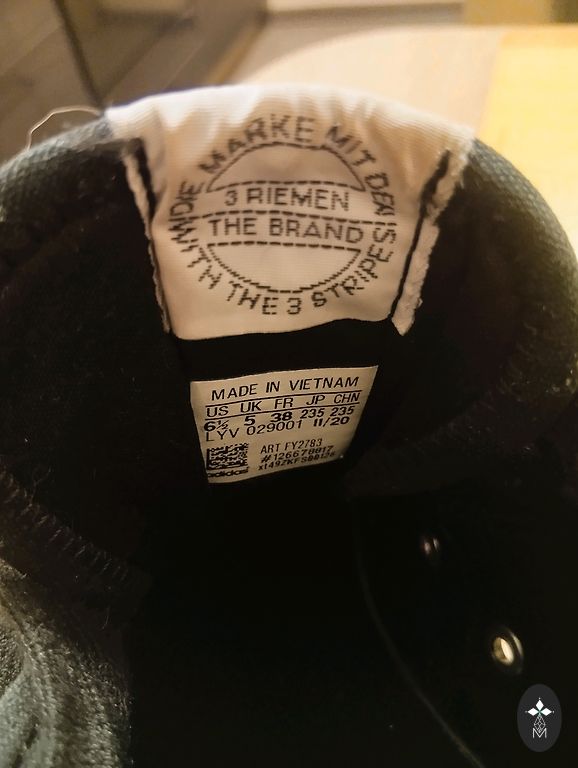 DIE MARKE MIT DEN
3 RIEMEN
THE BRAND
WITH THE 3 STRIPES
MADE IN VIETNAM
US UK FR JP CHN
6½ 5 38 235 235
LYV 029001 11/20
ART FY2783
adidas
M